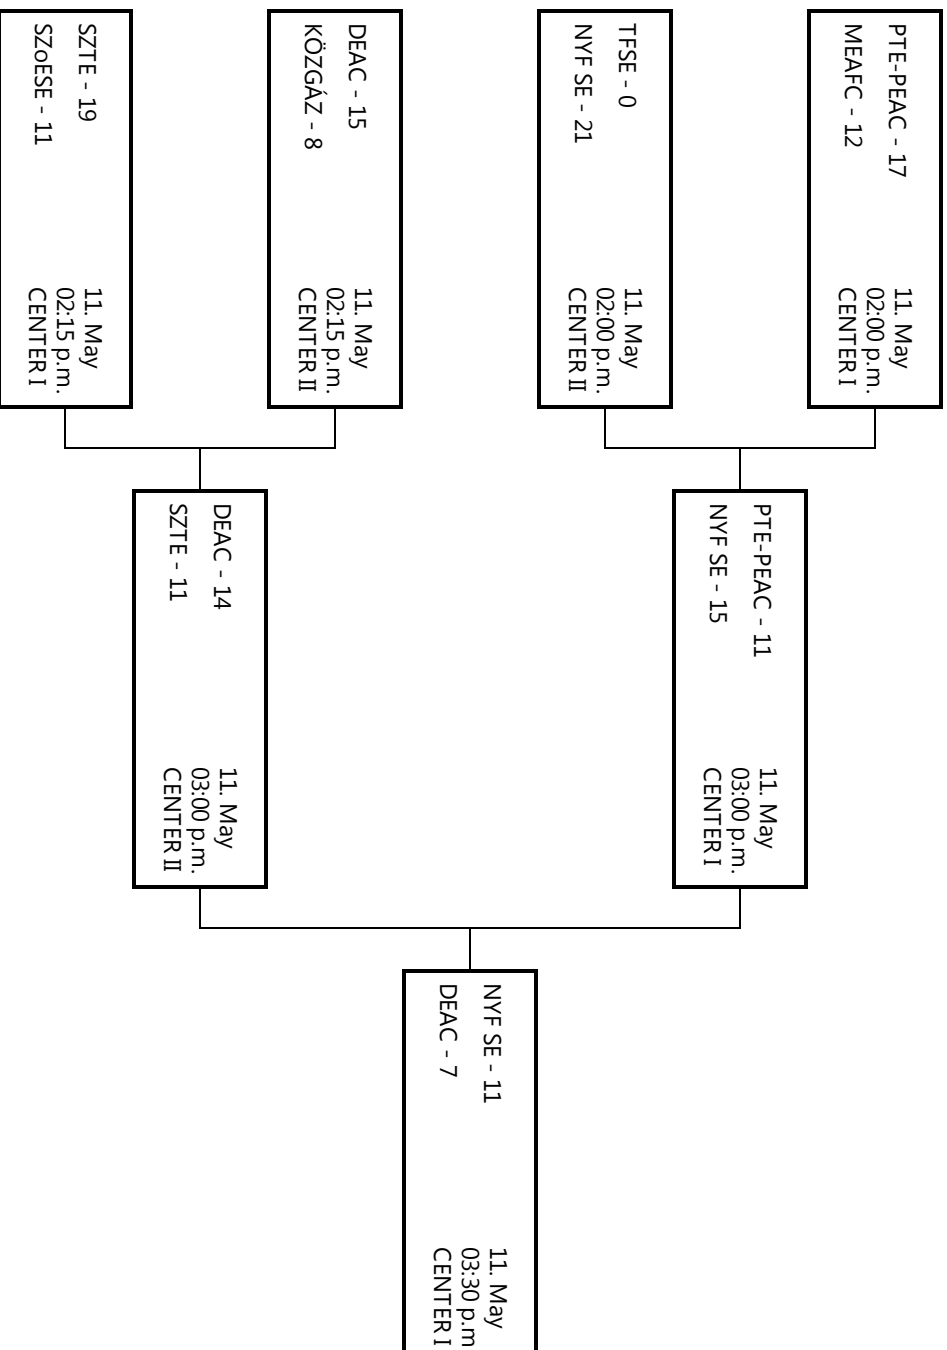 PTE-PEAC - 17
MEAFC - 12
11. May
02:00 p.m.
CENTER I
TFSE - 0
NYF SE - 21
11. May
02:00 p.m.
CENTER II
DEAC - 15
KÖZGÁZ - 8
11. May
02:15 p.m.
CENTER II
SZTE - 19
SZoESE - 11
11. May
02:15 p.m.
CENTER I
PTE-PEAC - 11
NYF SE - 15
11. May
03:00 p.m.
CENTER I
DEAC - 14
SZTE - 11
11. May
03:00 p.m.
CENTER II
NYF SE - 11
DEAC - 7
11. May
03:30 p.m
CENTER I